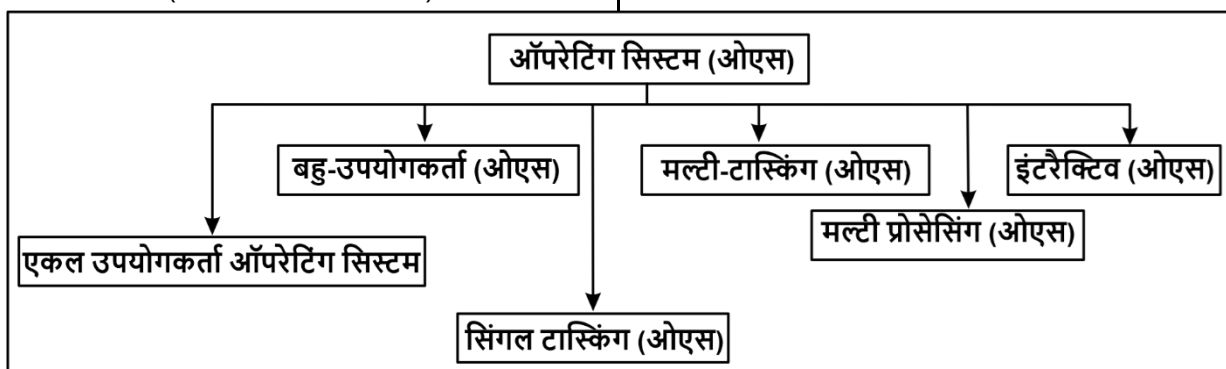 ऑपरेटिंग सिस्टम (ओएस)
बहु-उपयोगकर्ता (ओएस)
मल्टी-टास्किंग (ओएस)
इंटरैक्टिव (ओएस)
मल्टी प्रोसेसिंग (ओएस)
एकल उपयोगकर्ता ऑपरेटिंग सिस्टम
सिंगल टास्किंग (ओएस)